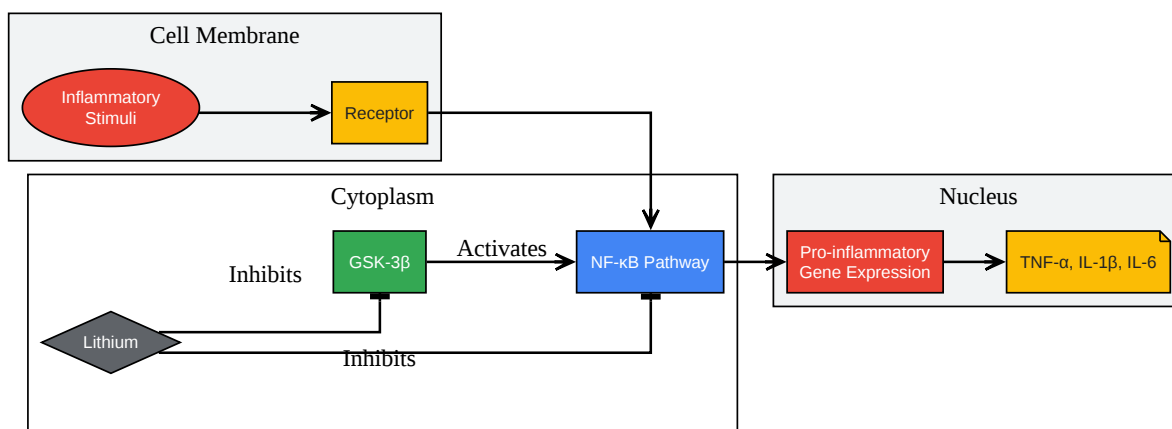 Cell Membrane
Inflammatory
Stimuli
Receptor
Cytoplasm
Nucleus
GSK-3β
Activates
NF-κB Pathway
Pro-inflammatory
Gene Expression
TNF-α, IL-1β, IL-6
Inhibits
Lithium
Inhibits